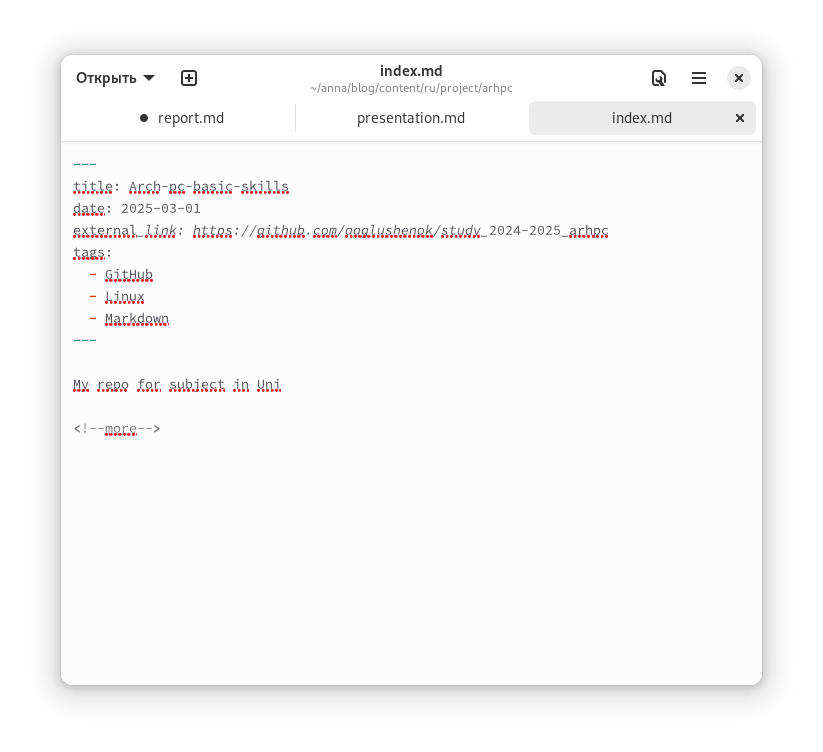 Открыть
index.md
~/anna/blog/content/ru/project/arhpc
report.md
presentation.md
index.md
---
title: Arch-pc-basic-skills
date: 2025-03-01
external_link: https://github.com/aaglushenok/study_2024-2025_arhpc
tags:
  - GitHub
  - Linux
  - Markdown
---
My repo for subject in Uni
<!--more-->